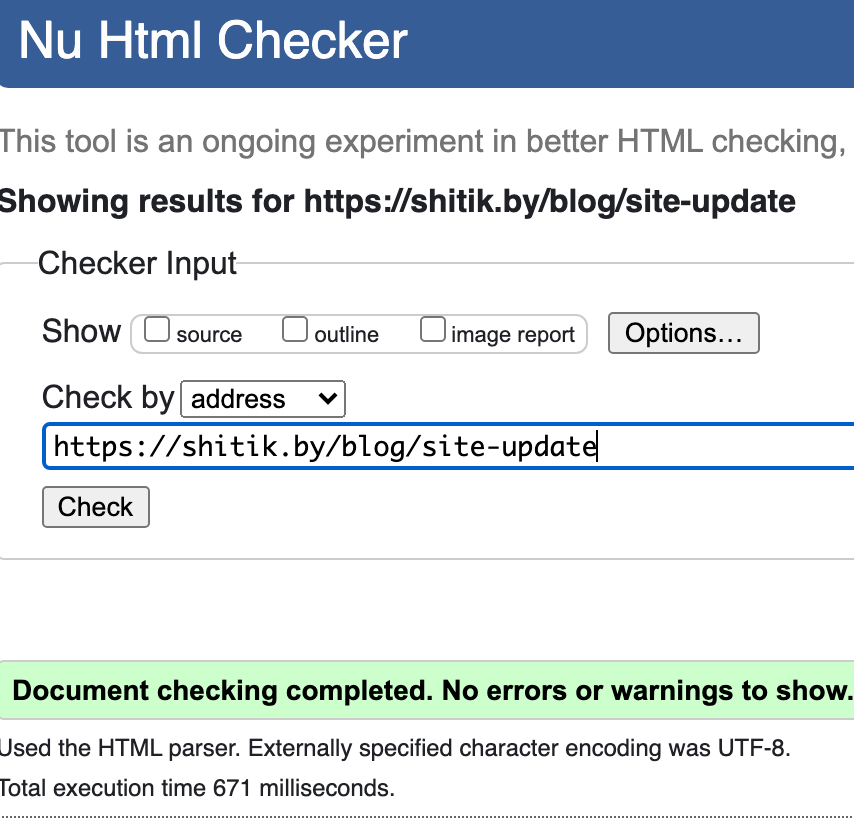 Nu Html Checker
This tool is an ongoing experiment in better HTML checking,
Showing results for https://shitik.by/blog/site-update
Checker Input
Show source outline image report Options…
Check by address
https://shitik.by/blog/site-update
Check
Document checking completed. No errors or warnings to show.
Used the HTML parser. Externally specified character encoding was UTF-8.
Total execution time 671 milliseconds.